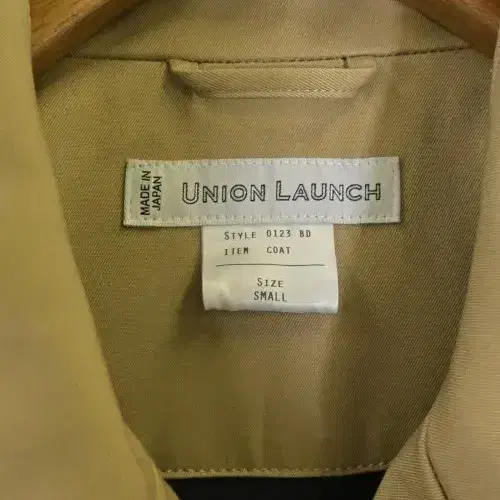 MADE IN
JAPAN
UNION LAUNCH
STYLE 0123 BD
ITEM COAT
SIZE
SMALL